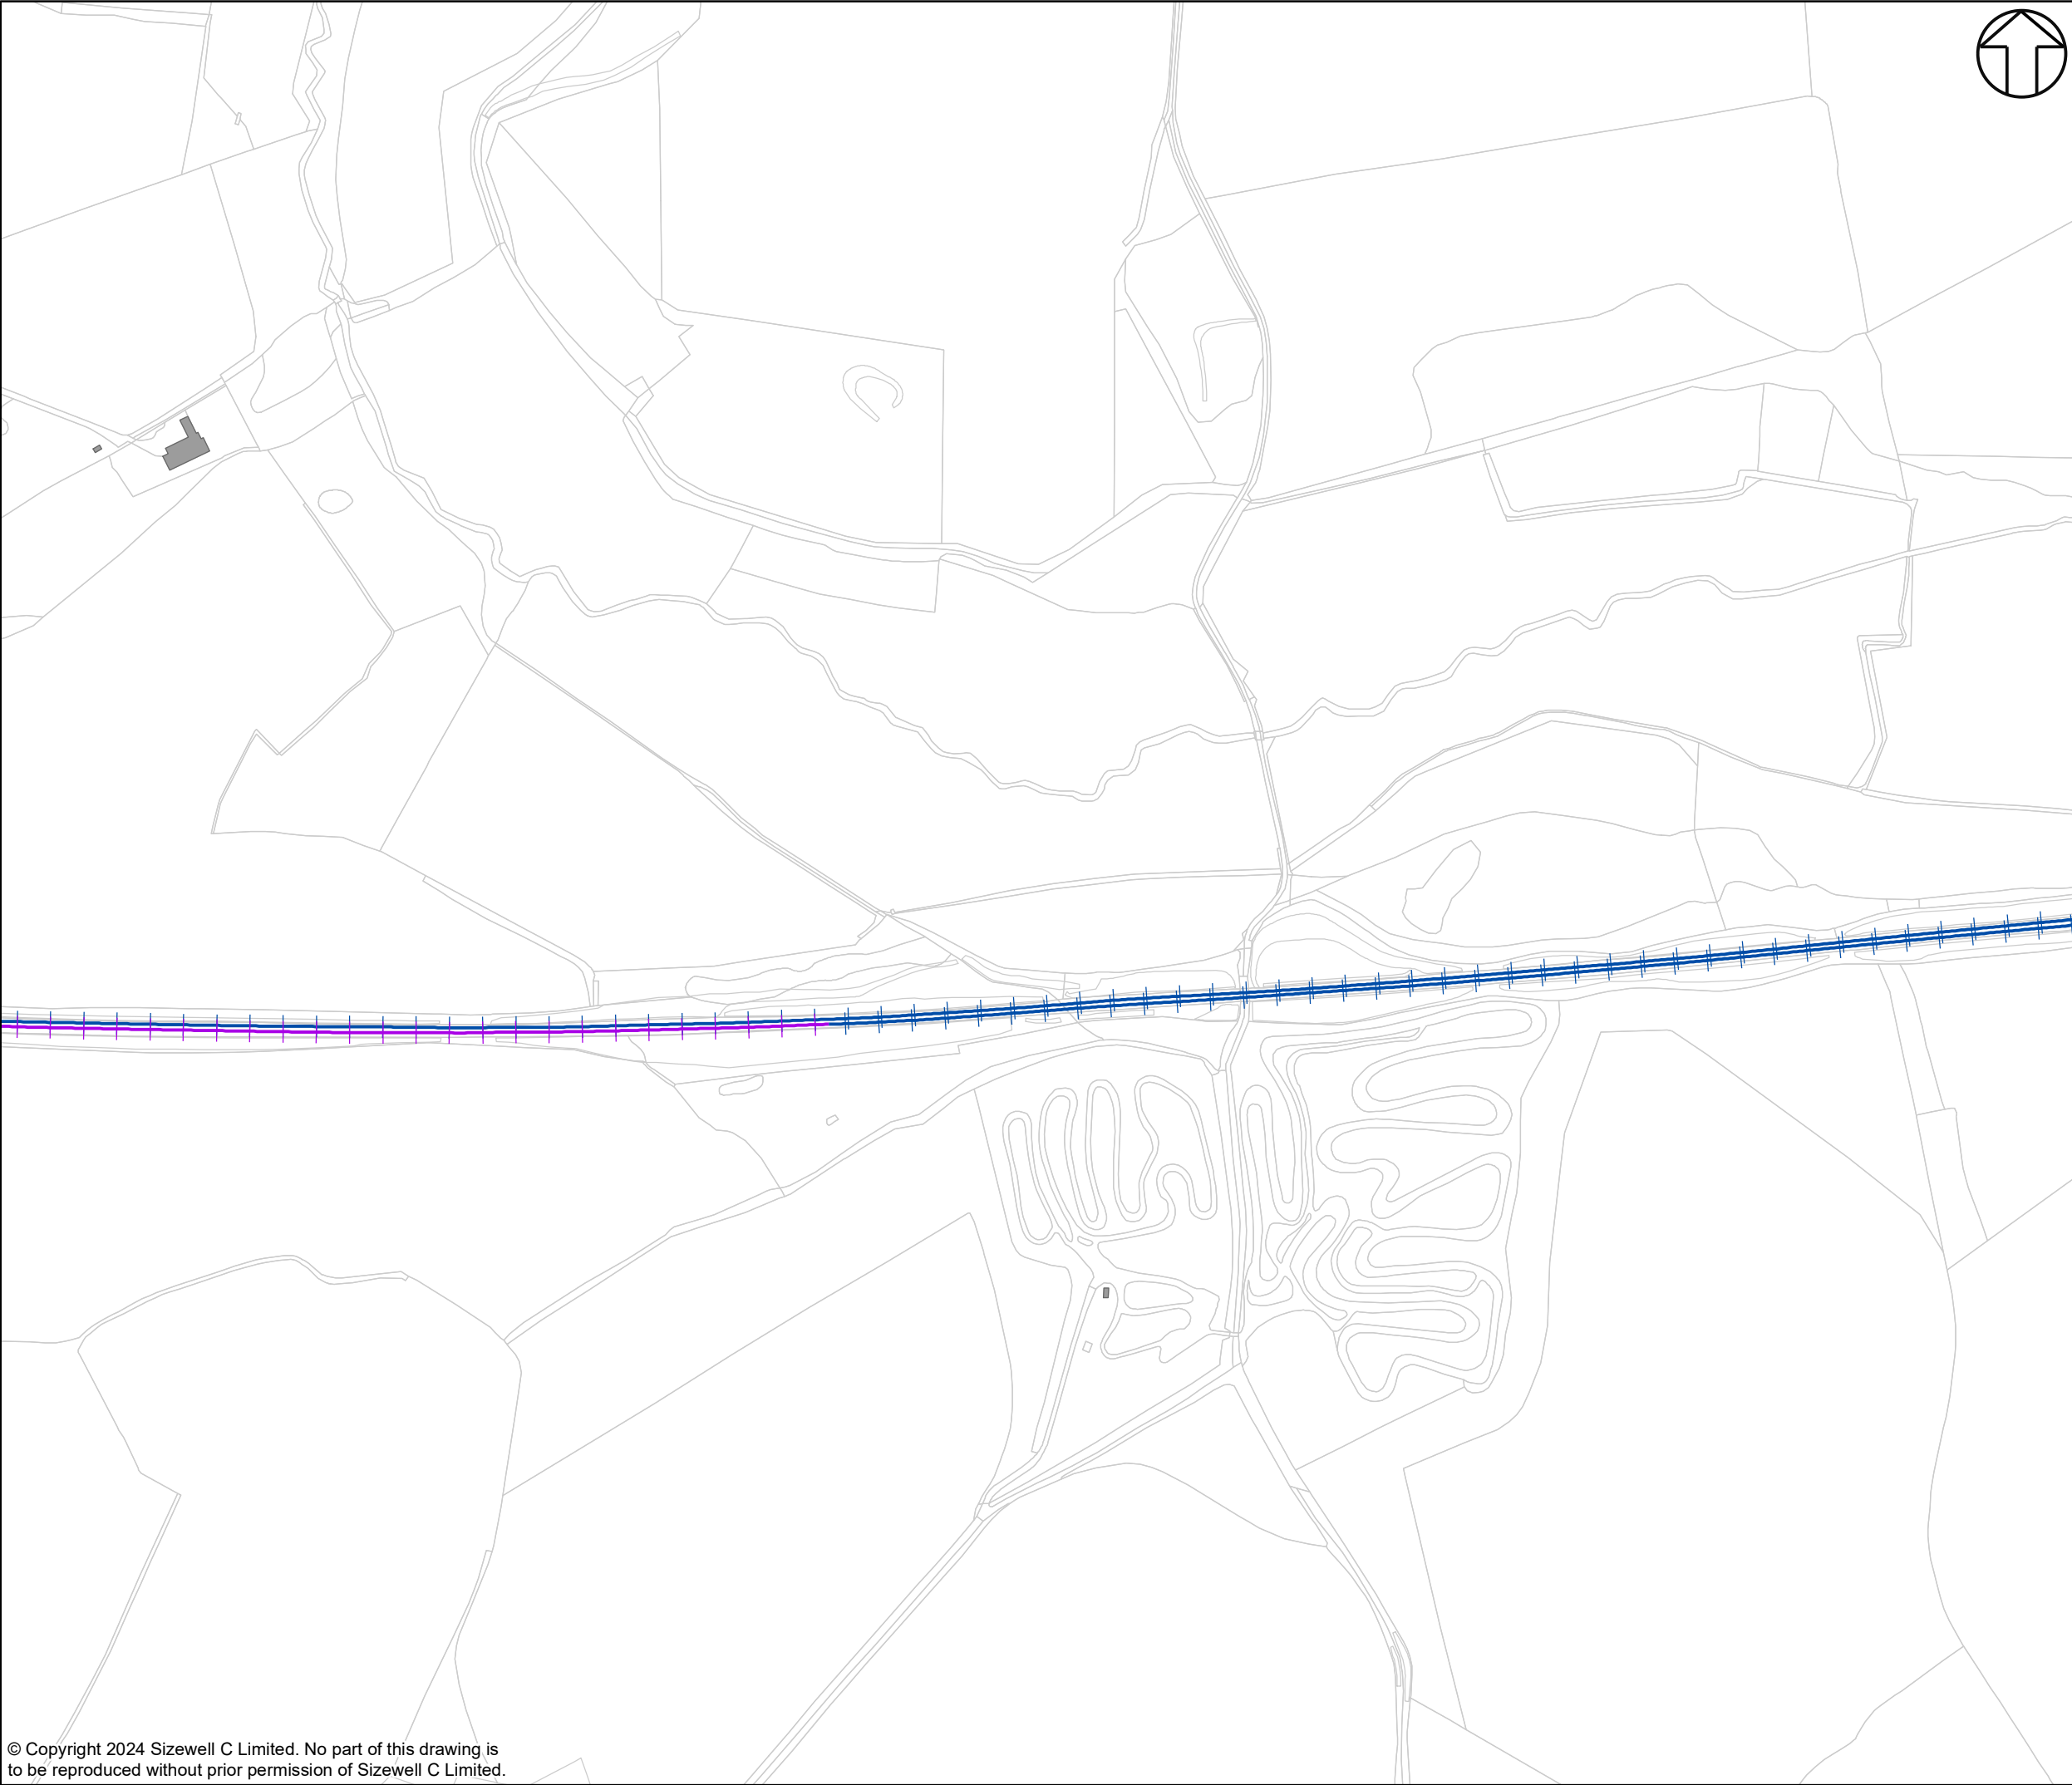 © Copyright 2024 Sizewell C Limited. No part of this drawing is
to be reproduced without prior permission of Sizewell C Limited.